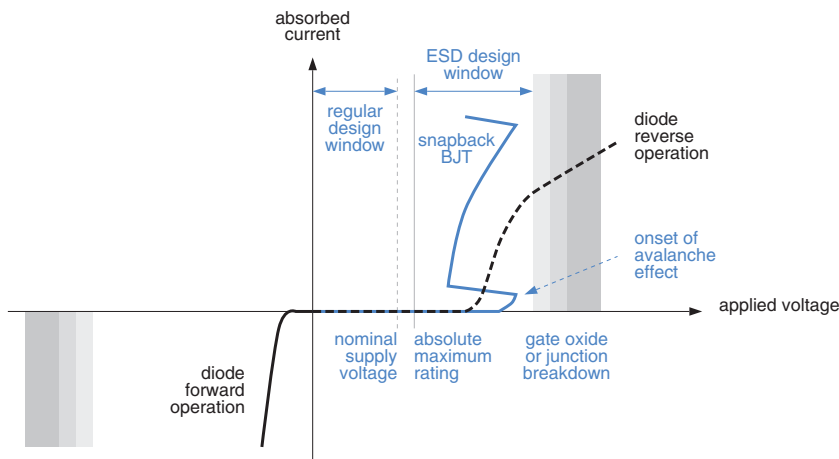 absorbed
current
ESD design
window
regular
design
window
snapback
BJT
diode
reverse
operation
onset of
avalanche
effect
applied voltage
nominal
supply
voltage
absolute
maximum
rating
gate oxide
or junction
breakdown
diode
forward
operation